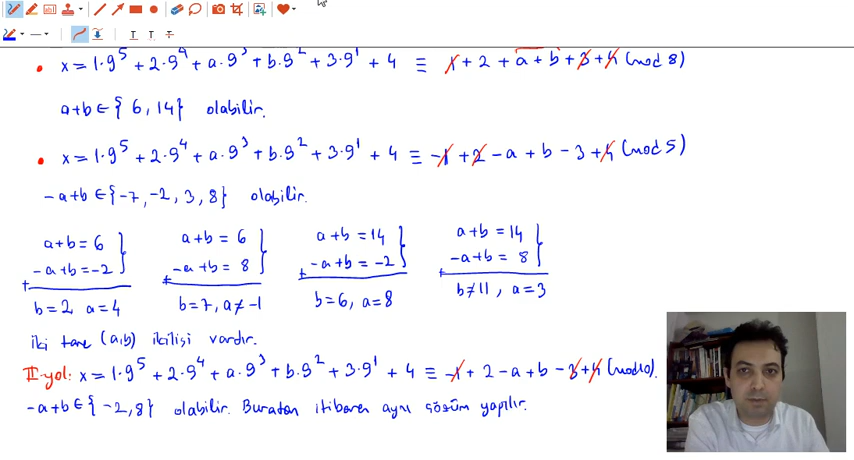 • x = 1·9⁵ + 2·9⁴ + a·9³ + b·9² + 3·9¹ + 4 ≡ 1 + 2 + a + b + 3 + 4 (mod 8)
a+b ∈ {6, 14} olabilir.
• x = 1·9⁵ + 2·9⁴ + a·9³ + b·9² + 3·9¹ + 4 ≡ -1 + 2 - a + b - 3 + 4 (mod 5)
-a+b ∈ {-7, -2, 3, 8} olabilir.
a+b = 6 a+b = 6 a+b = 14 a+b = 14
+ -a+b = -2 + -a+b = 8 + -a+b = -2 + -a+b = 8
b = 2 a = 4 b = 7, a ≠ -1 b = 6, a = 8 b ≠ 11, a = 3
iki tane (a,b) ikilisi vardır.
II·yol: x = 1·9⁵ + 2·9⁴ + a·9³ + b·9² + 3·9¹ + 4 ≡ -1 + 2 - a + b - 3 + 4 (mod 10).
-a+b ∈ {-2, 8} olabilir. Buradan itibaren aynı çözüm yapılır.